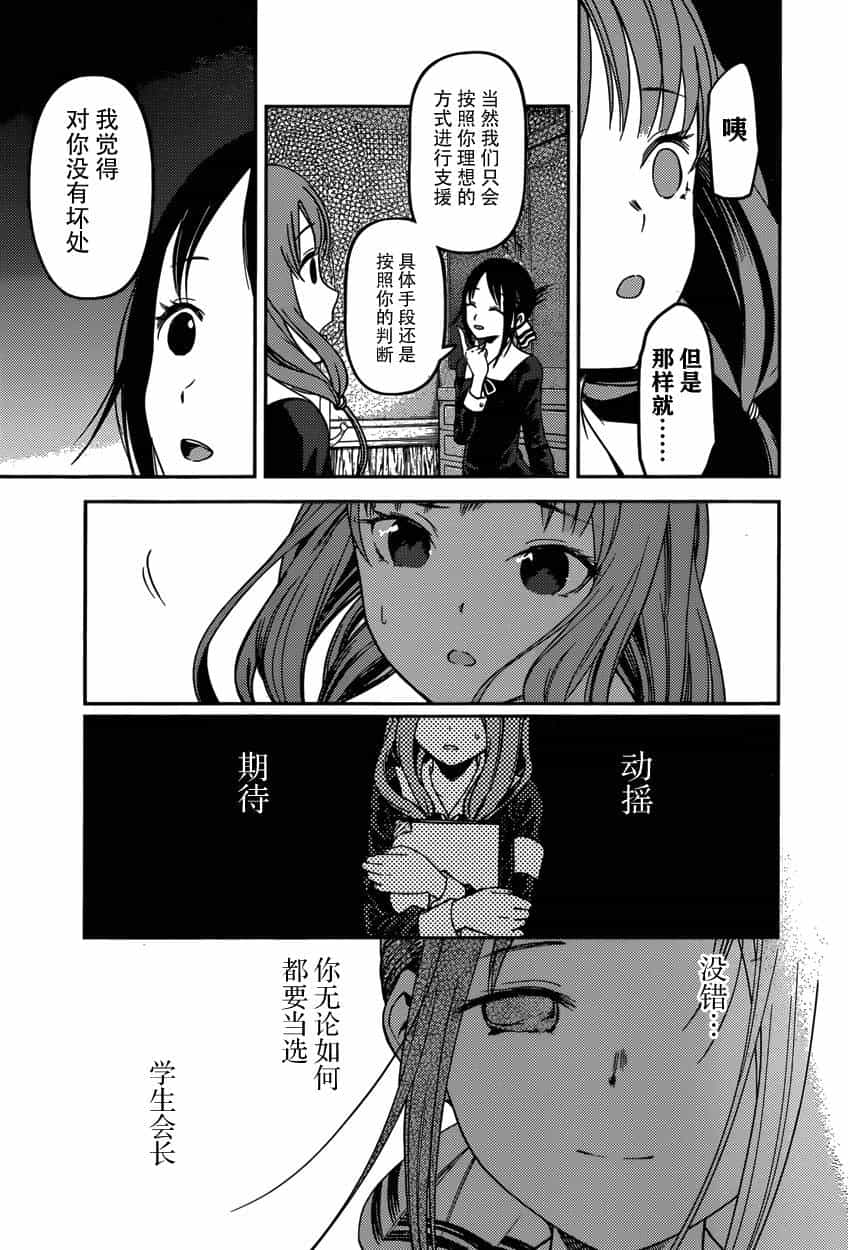 咦
但是
那样就……
当然我们只会
按照你理想的
方式进行支援
具体手段还是
按照你的判断
我觉得
对你没有坏处
动摇
期待
没错…
你无论如何
都要当选
学生会长